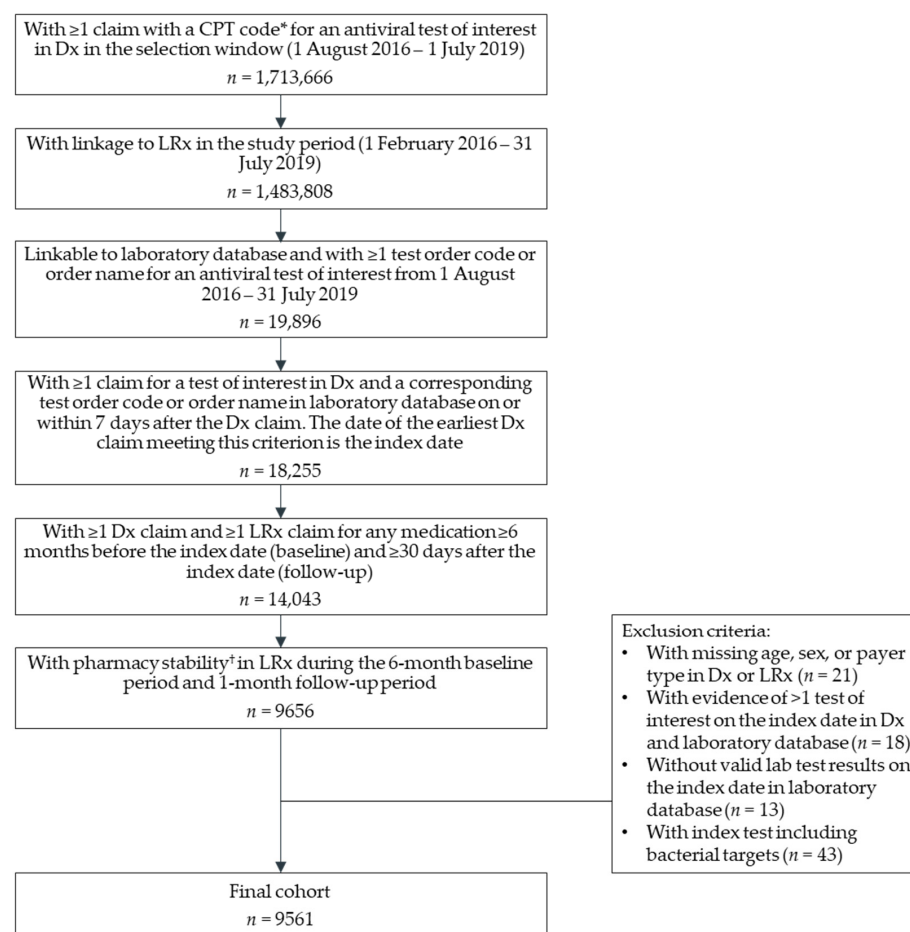 With ≥1 claim with a CPT code* for an antiviral test of interest
in Dx in the selection window (1 August 2016 – 1 July 2019)
n = 1,713,666
With linkage to LRx in the study period (1 February 2016 – 31
July 2019)
n = 1,483,808
Linkable to laboratory database and with ≥1 test order code or
order name for an antiviral test of interest from 1 August
2016 – 31 July 2019
n = 19,896
With ≥1 claim for a test of interest in Dx and a corresponding
test order code or order name in laboratory database on or
within 7 days after the Dx claim. The date of the earliest Dx
claim meeting this criterion is the index date
n = 18,255
With ≥1 Dx claim and ≥1 LRx claim for any medication ≥6
months before the index date (baseline) and ≥30 days after the
index date (follow-up)
n = 14,043
With pharmacy stability† in LRx during the 6-month baseline
period and 1-month follow-up period
n = 9656
Exclusion criteria:
• With missing age, sex, or payer
type in Dx or LRx (n = 21)
• With evidence of >1 test of
interest on the index date in Dx
and laboratory database (n = 18)
• Without valid lab test results on
the index date in laboratory
database (n = 13)
• With index test including
bacterial targets (n = 43)
Final cohort
n = 9561